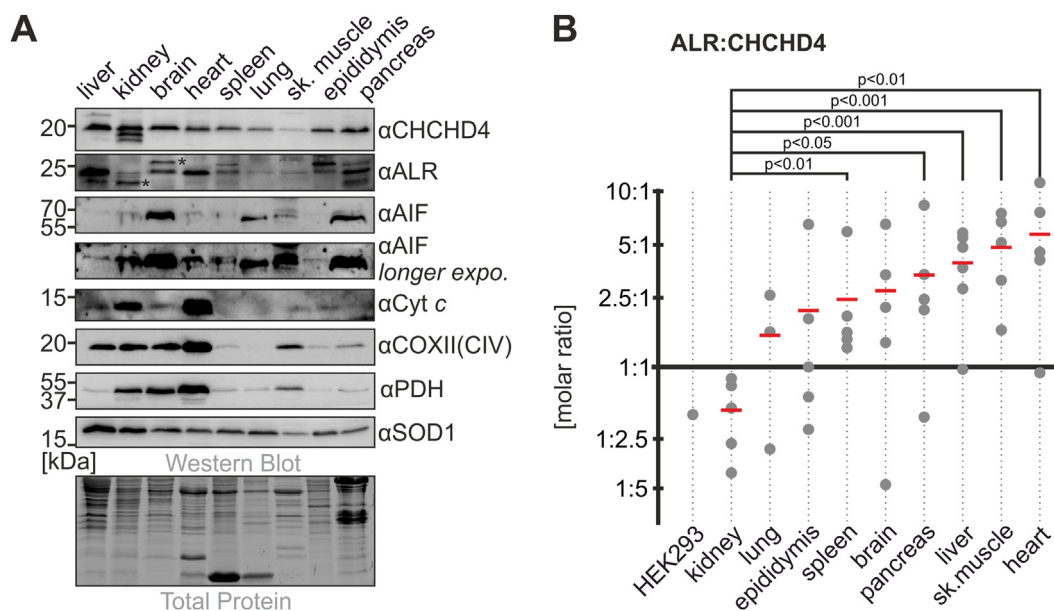 A
liver
kidney
brain
heart
spleen
lung
sk. muscle
epididymis
pancreas
20
αCHCHD4
25
*
*
αALR
70
55
αAIF
αAIF
longer expo.
15
αCyt c
20
αCOXII(CIV)
55
37
αPDH
15
αSOD1
[kDa]
Western Blot
Total Protein
B
ALR:CHCHD4
p<0.01
p<0.001
p<0.001
p<0.05
p<0.01
[molar ratio]
10:1
5:1
2.5:1
1:1
1:2.5
1:5
HEK293
kidney
lung
epididymis
spleen
brain
pancreas
liver
sk.muscle
heart